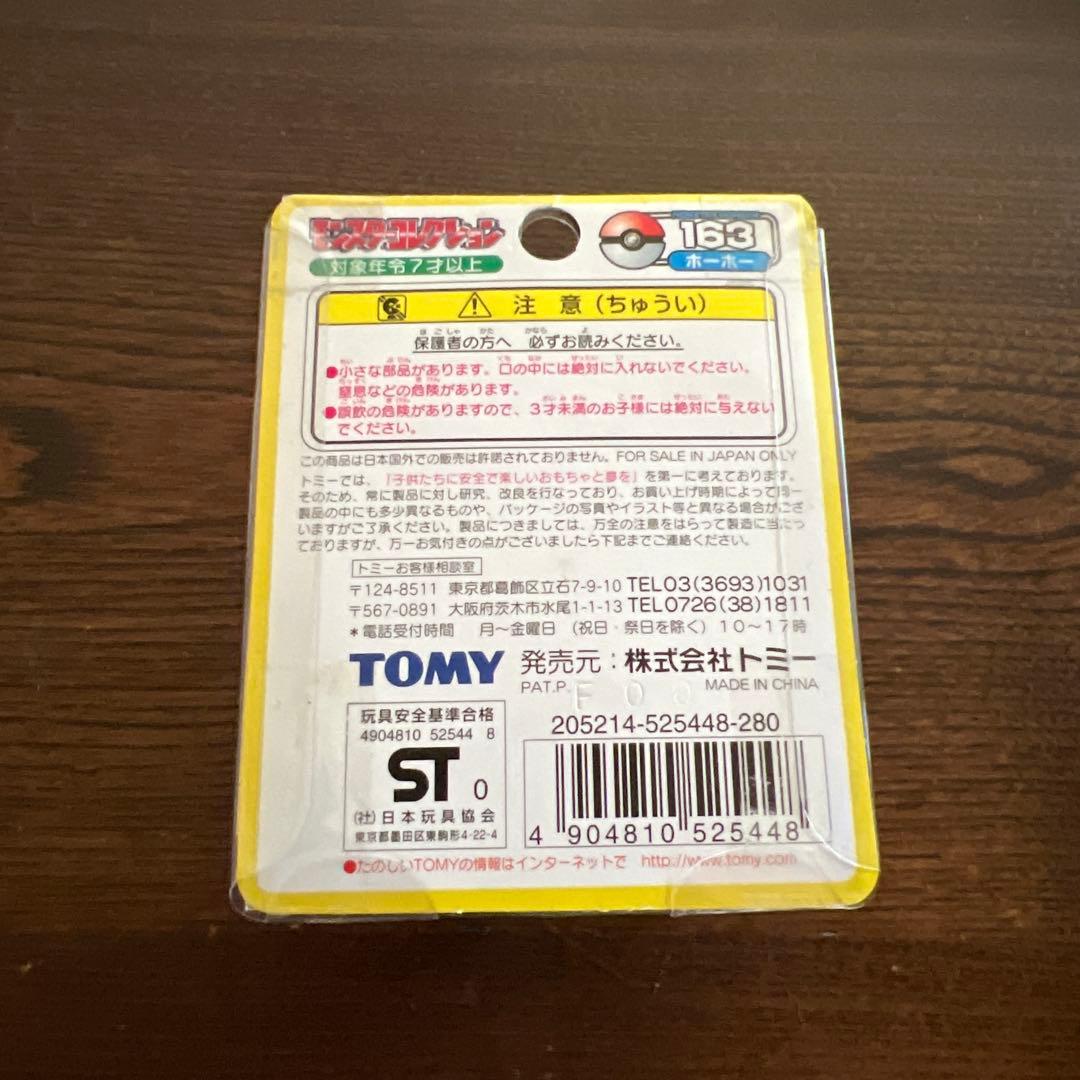 モンスターコレクション
163
対象年令7才以上
ホーホー
注意(ちゅうい)
保護者の方へ 必ずお読みください。
●小さな部品があります。口の中には絶対に入れないでください。
窒息などの危険があります。
●誤飲の危険がありますので、3才未満のお子様には絶対に与えない
でください。
この商品は日本国外での販売は許諾されておりません。FOR SALE IN JAPAN ONLY
トミーでは、「子供たちに安全で楽しいおもちゃと夢を」を第一に考えております。
そのため、常に製品に対し研究、改良を行なっており、お買い上げ時期によって同一
製品の中にも多少異なるものや、パッケージの写真やイラスト等と異なる場合がござ
いますがご了承ください。製品につきましては、万全の注意をはらって製造に当たっ
ておりますが、万一お気付きの点がございましたら下記までご連絡ください。
トミーお客様相談室
〒124-8511 東京都葛飾区立石7-9-10 TEL03(3693)1031
〒567-0891 大阪府茨木市水尾1-1-13 TEL0726(38)1811
*電話受付時間 月〜金曜日 (祝日・祭日を除く) 10〜17時
TOMY 発売元:株式会社トミー
PAT.P. MADE IN CHINA
205214-525448-280
玩具安全基準合格
4904810 52544 8
ST 0
(社)日本玩具協会
東京都墨田区東駒形4-22-4
4 904810 525448
●たのしいTOMYの情報はインターネットで http://www.tomy.com